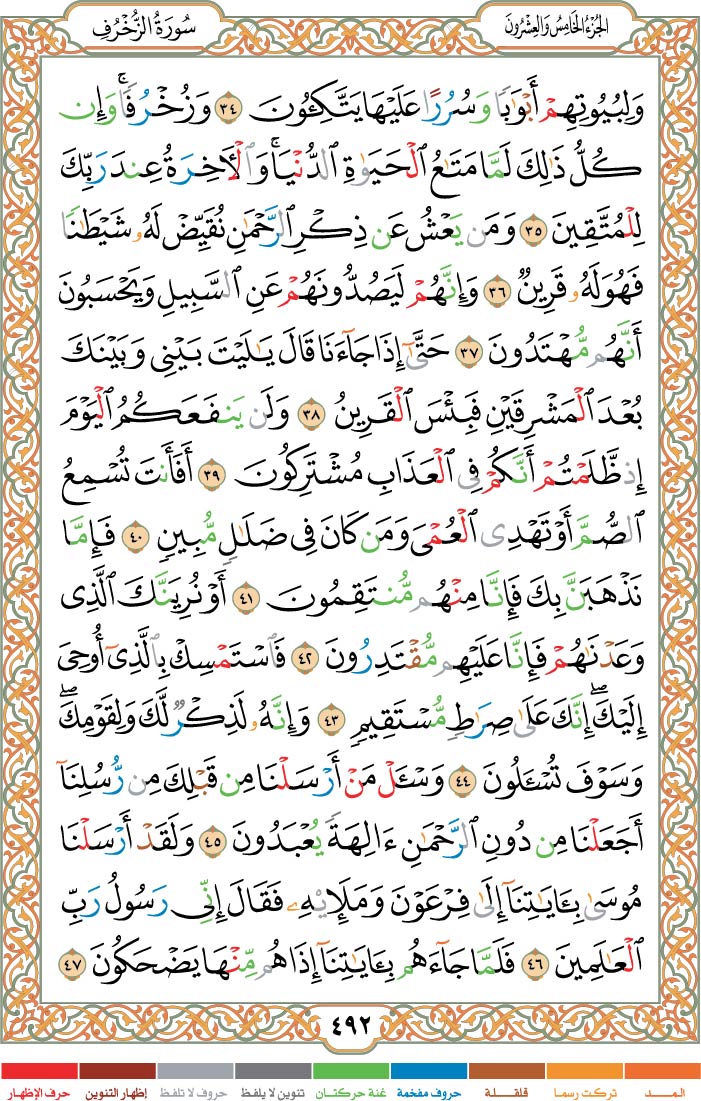 الجُزْءُ الخَامِسُ وَالعِشْرُونَ
سُورَةُ الزُّخْرُفِ
وَلِبُيُوتِهِمْ أَبْوَٰبًا وَسُرُرًا عَلَيْهَا يَتَّكِـُٔونَ ٣٤ وَزُخْرُفًا ۚ وَإِن
كُلُّ ذَٰلِكَ لَمَّا مَتَـٰعُ ٱلْحَيَوٰةِ ٱلدُّنْيَا ۚ وَٱلْـَٔاخِرَةُ عِندَ رَبِّكَ
لِلْمُتَّقِينَ ٣٥ وَمَن يَعْشُ عَن ذِكْرِ ٱلرَّحْمَـٰنِ نُقَيِّضْ لَهُۥ شَيْطَـٰنًا
فَهُوَ لَهُۥ قَرِينٌ ٣٦ وَإِنَّهُمْ لَيَصُدُّونَهُمْ عَنِ ٱلسَّبِيلِ وَيَحْسَبُونَ
أَنَّهُم مُّهْتَدُونَ ٣٧ حَتَّىٰٓ إِذَا جَآءَنَا قَالَ يَـٰلَيْتَ بَيْنِى وَبَيْنَكَ
بُعْدَ ٱلْمَشْرِقَيْنِ فَبِئْسَ ٱلْقَرِينُ ٣٨ وَلَن يَنفَعَكُمُ ٱلْيَوْمَ
إِذ ظَّلَمْتُمْ أَنَّكُمْ فِى ٱلْعَذَابِ مُشْتَرِكُونَ ٣٩ أَفَأَنتَ تُسْمِعُ
ٱلصُّمَّ أَوْ تَهْدِى ٱلْعُمْىَ وَمَن كَانَ فِى ضَلَـٰلٍ مُّبِينٍ ٤٠ فَإِمَّا
نَذْهَبَنَّ بِكَ فَإِنَّا مِنْهُم مُّنتَقِمُونَ ٤١ أَوْ نُرِيَنَّكَ ٱلَّذِى
وَعَدْنَـٰهُمْ فَإِنَّا عَلَيْهِم مُّقْتَدِرُونَ ٤٢ فَٱسْتَمْسِكْ بِٱلَّذِىٓ أُوحِىَ
إِلَيْكَ ۖ إِنَّكَ عَلَىٰ صِرَٰطٍ مُّسْتَقِيمٍ ٤٣ وَإِنَّهُۥ لَذِكْرٌ لَّكَ وَلِقَوْمِكَ ۖ
وَسَوْفَ تُسْـَٔلُونَ ٤٤ وَسْـَٔلْ مَنْ أَرْسَلْنَا مِن قَبْلِكَ مِن رُّسُلِنَآ
أَجَعَلْنَا مِن دُونِ ٱلرَّحْمَـٰنِ ءَالِهَةً يُعْبَدُونَ ٤٥ وَلَقَدْ أَرْسَلْنَا
مُوسَىٰ بِـَٔايَـٰتِنَآ إِلَىٰ فِرْعَوْنَ وَمَلَإِي۟هِۦ فَقَالَ إِنِّى رَسُولُ رَبِّ
ٱلْعَـٰلَمِينَ ٤٦ فَلَمَّا جَآءَهُم بِـَٔايَـٰتِنَآ إِذَا هُم مِّنْهَا يَضْحَكُونَ ٤٧
٤٩٢
المــد تركت رسما قلقلة حروف مفخمة غنة حركتان تنوين لا يلفظ حروف لا تلفظ إظهار التنوين حرف الإظهار